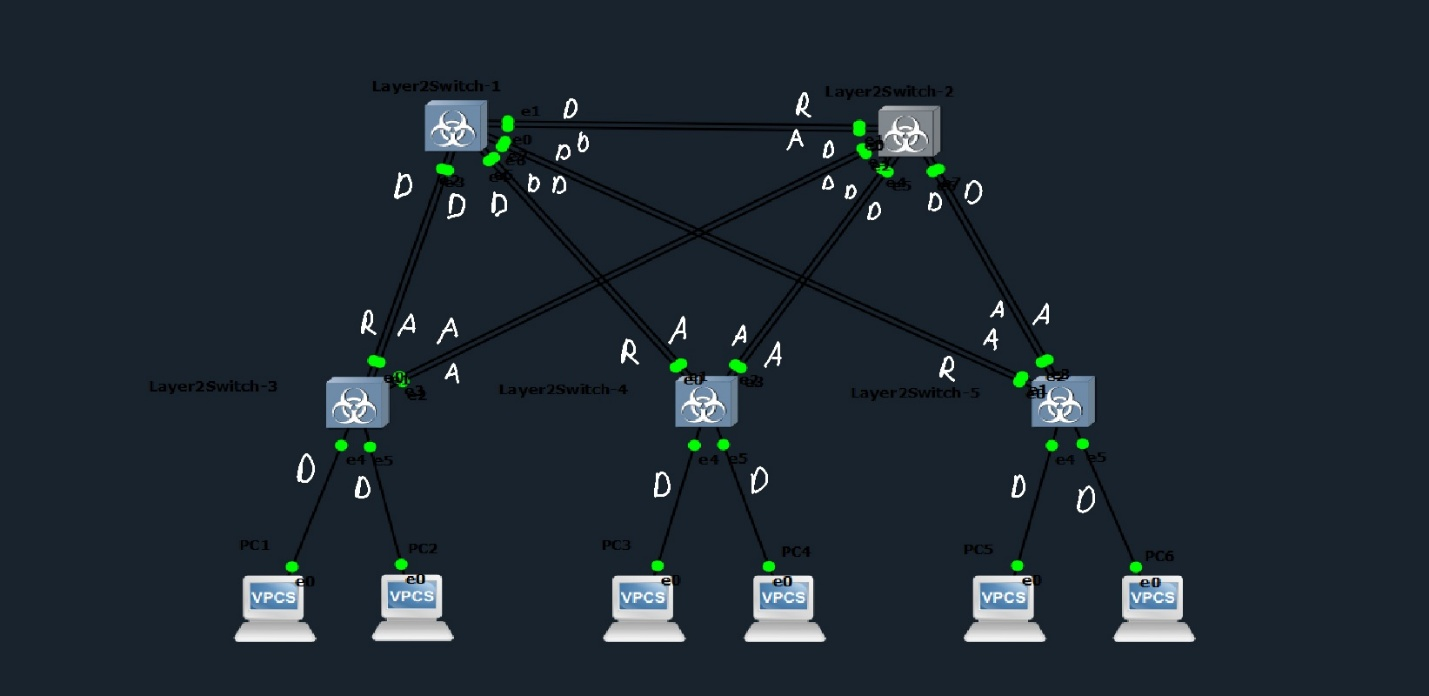 Layer2Switch-1
Layer2Switch-2
e1 D R
e0 D A D
D D
D D D D D D D D D
R A A A
R A A A
A A A R
Layer2Switch-3
Layer2Switch-4
Layer2Switch-5
e4 e5
e4 e5
e4 e5
D D
D D
D D
PC1 PC2
PC3 PC4
PC5 PC6
e0 e0
e0 e0
e0 e0
VPCS VPCS
VPCS VPCS
VPCS VPCS